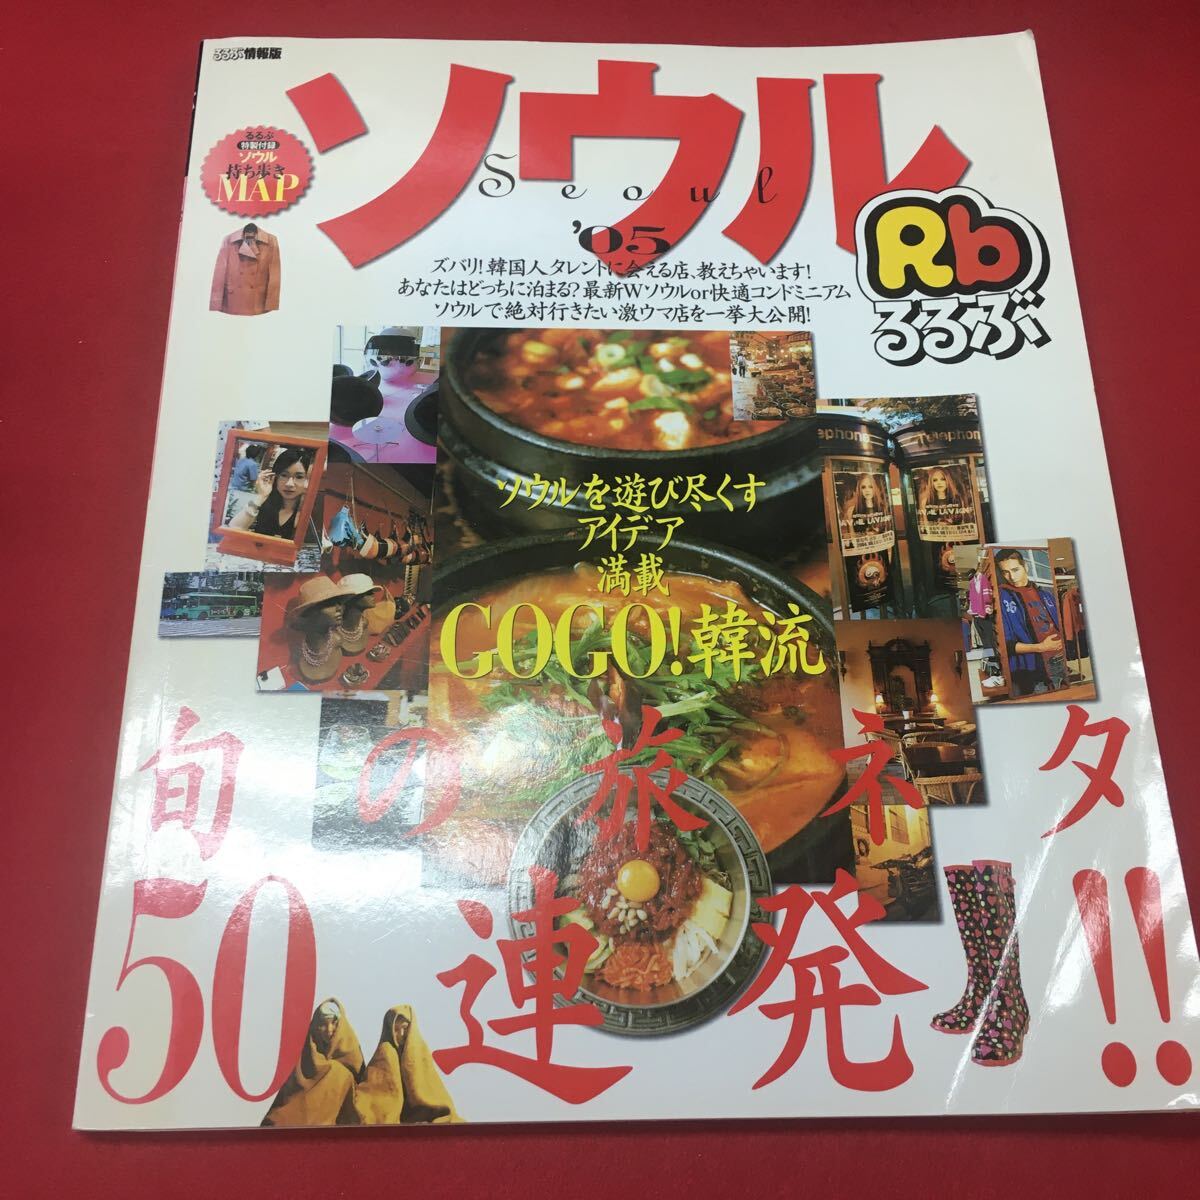 るるぶ情報版
ソウル
Seoul
'05
るるぶ
特製付録
ソウル
持ち歩き
MAP
Rb
るるぶ
ズバリ!韓国人タレントに会える店、教えちゃいます!
あなたはどっちに泊まる?最新Wソウルor快適コンドミニアム
ソウルで絶対行きたい激ウマ店を一挙大公開!
ephone
Telephon
ソウルを遊び尽くす
アイデア
満載
GOGO!韓流
旬の旅ネタ
50連発!!